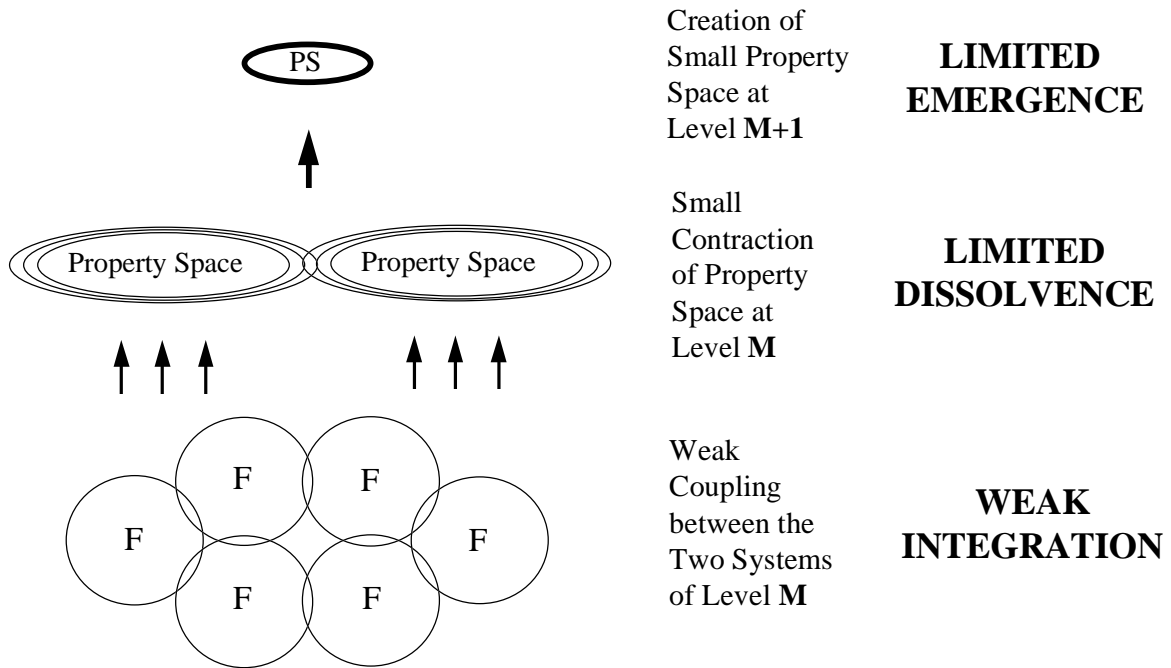 PS
Creation of
Small Property
Space at
Level M+1
LIMITED
EMERGENCE
Property Space
Property Space
Small
Contraction
of Property
Space at
Level M
LIMITED
DISSOLVENCE
F
F
F
F
F
F
Weak
Coupling
between the
Two Systems
of Level M
WEAK
INTEGRATION